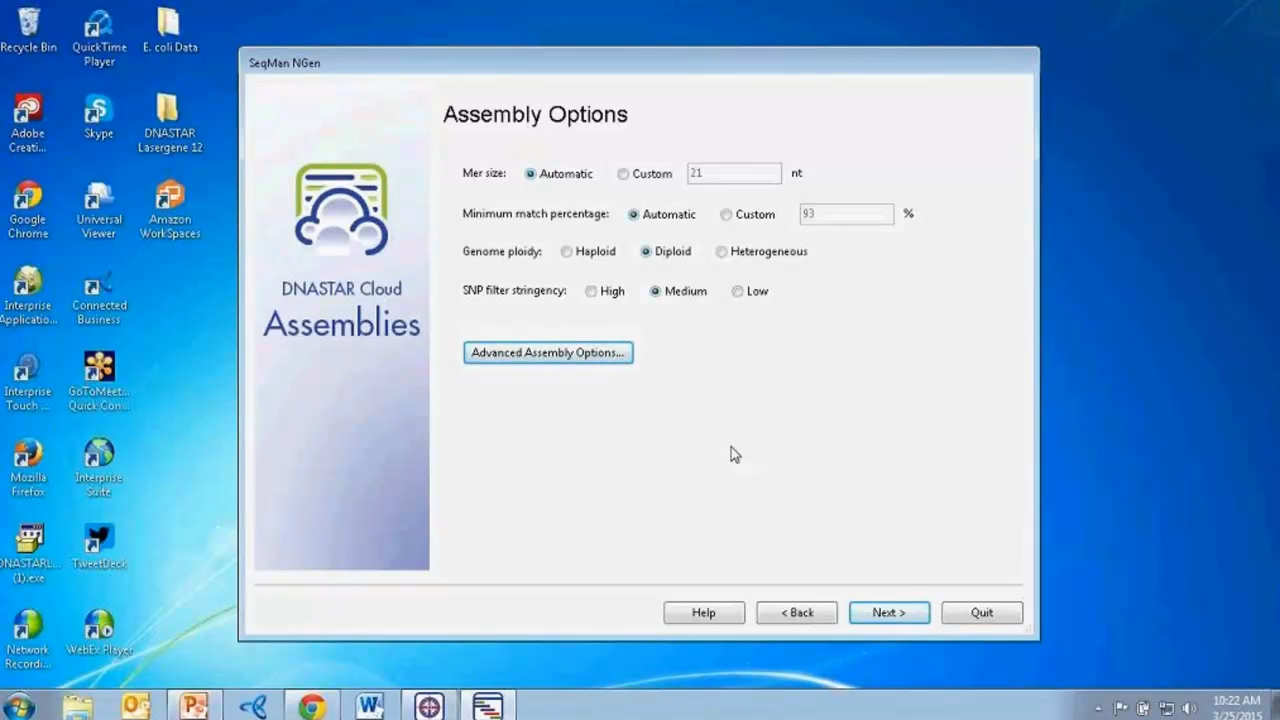 Recycle Bin
QuickTime
Player
E. coli Data
Adobe
Creati...
Skype
DNASTAR
Lasergene 12
Google
Chrome
Universal
Viewer
Amazon
WorkSpaces
Interprise
Applicatio...
Connected
Business
Interprise
Touch ...
GoToMeet...
Quick Con...
Mozilla
Firefox
Interprise
Suite
DNASTARL...
(1).exe
TweetDeck
Network
Recordi...
WebEx Player
SeqMan NGen
DNASTAR Cloud
Assemblies
Assembly Options
Mer size: Automatic Custom 21 nt
Minimum match percentage: Automatic Custom 93 %
Genome ploidy: Haploid Diploid Heterogeneous
SNP filter stringency: High Medium Low
Advanced Assembly Options...
Help < Back Next > Quit
10:22 AM
3/25/2015